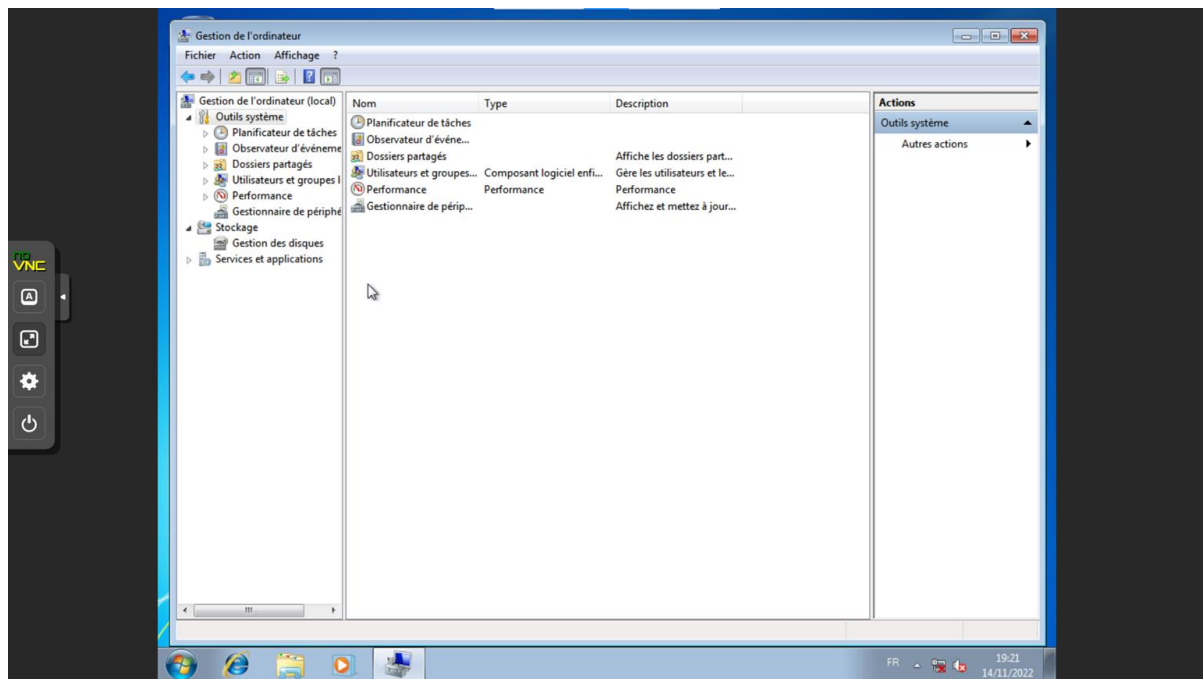 Gestion de l'ordinateur
Fichier Action Affichage ?
Gestion de l'ordinateur (local)
Outils système
Planificateur de tâches
Observateur d'événeme
Dossiers partagés
Utilisateurs et groupes l
Performance
Gestionnaire de périphé
Stockage
Gestion des disques
Services et applications
Nom Type Description
Planificateur de tâches
Observateur d'événe...
Dossiers partagés Affiche les dossiers part...
Utilisateurs et groupes... Composant logiciel enfi... Gère les utilisateurs et le...
Performance Performance Performance
Gestionnaire de périp... Affichez et mettez à jour...
Actions
Outils système
Autres actions
no
VNC
A
FR
19:21
14/11/2022